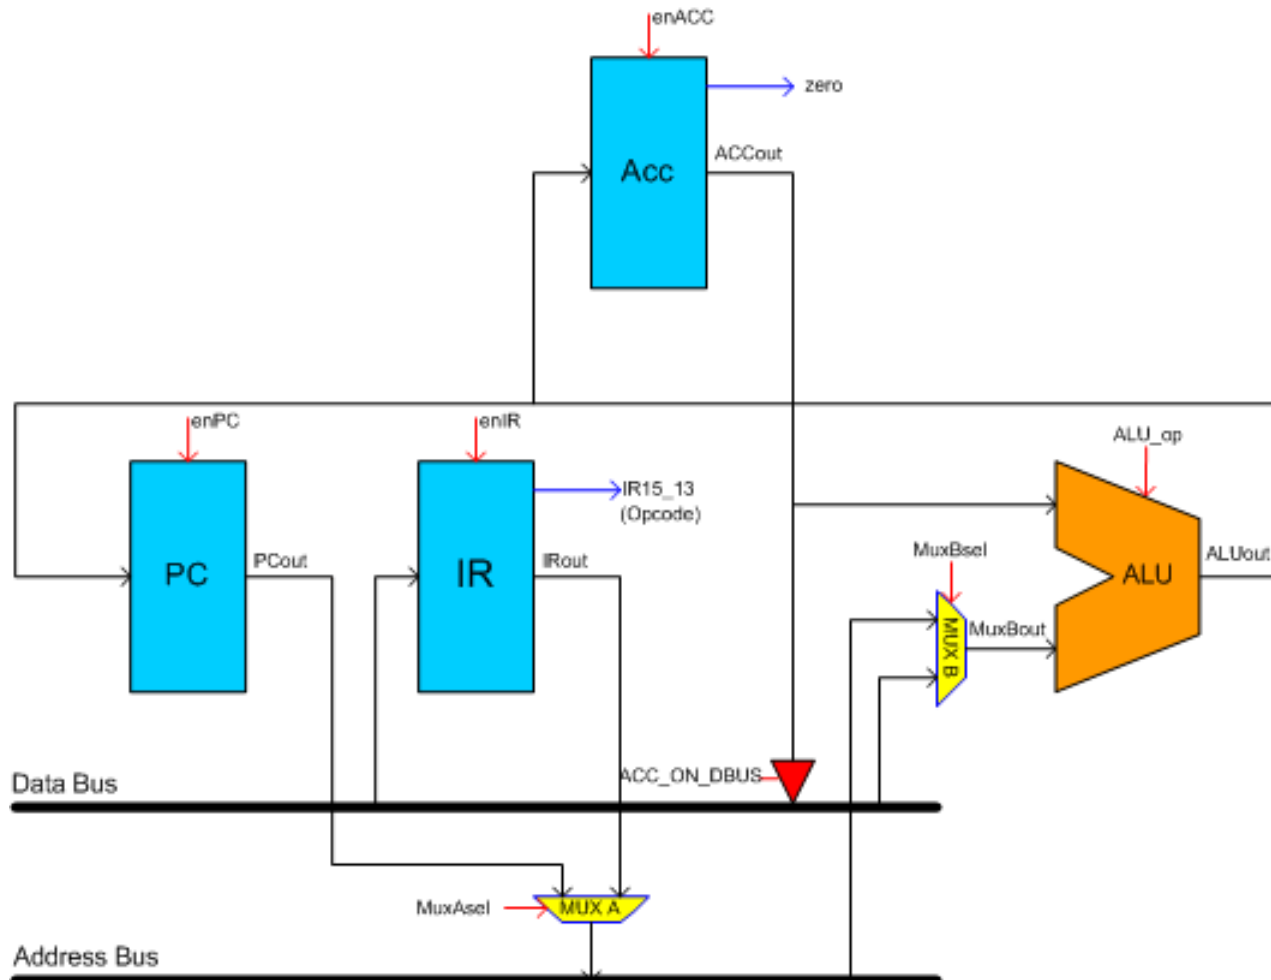 enACC
zero
ACCout
Acc
enPC
enIR
ALU_op
IR15_13
(Opcode)
PCout
IRout
MuxBsel
ALUout
PC
IR
ALU
MUX B
MuxBout
ACC_ON_DBUS
Data Bus
MuxAsel
MUX A
Address Bus